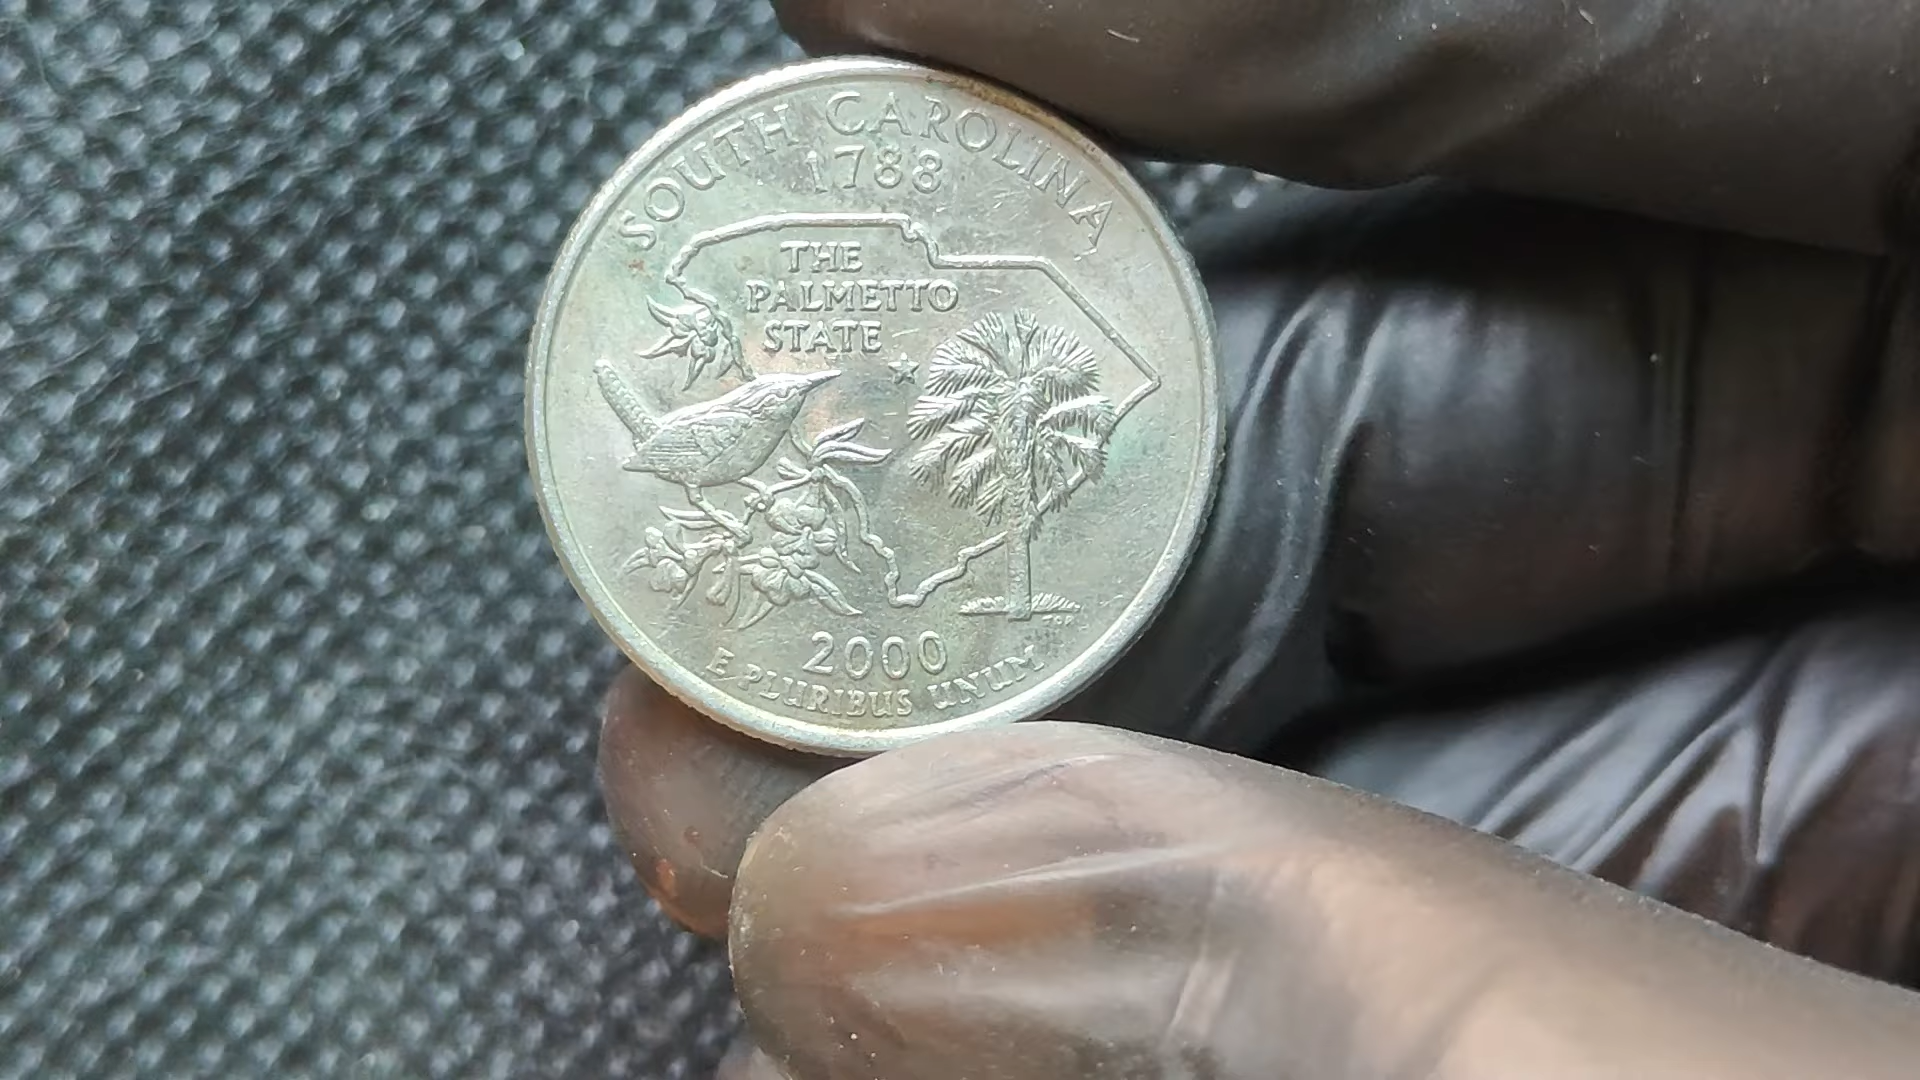 SOUTH CAROLINA
1788
THE
PALMETTO
STATE
2000
E PLURIBUS UNUM